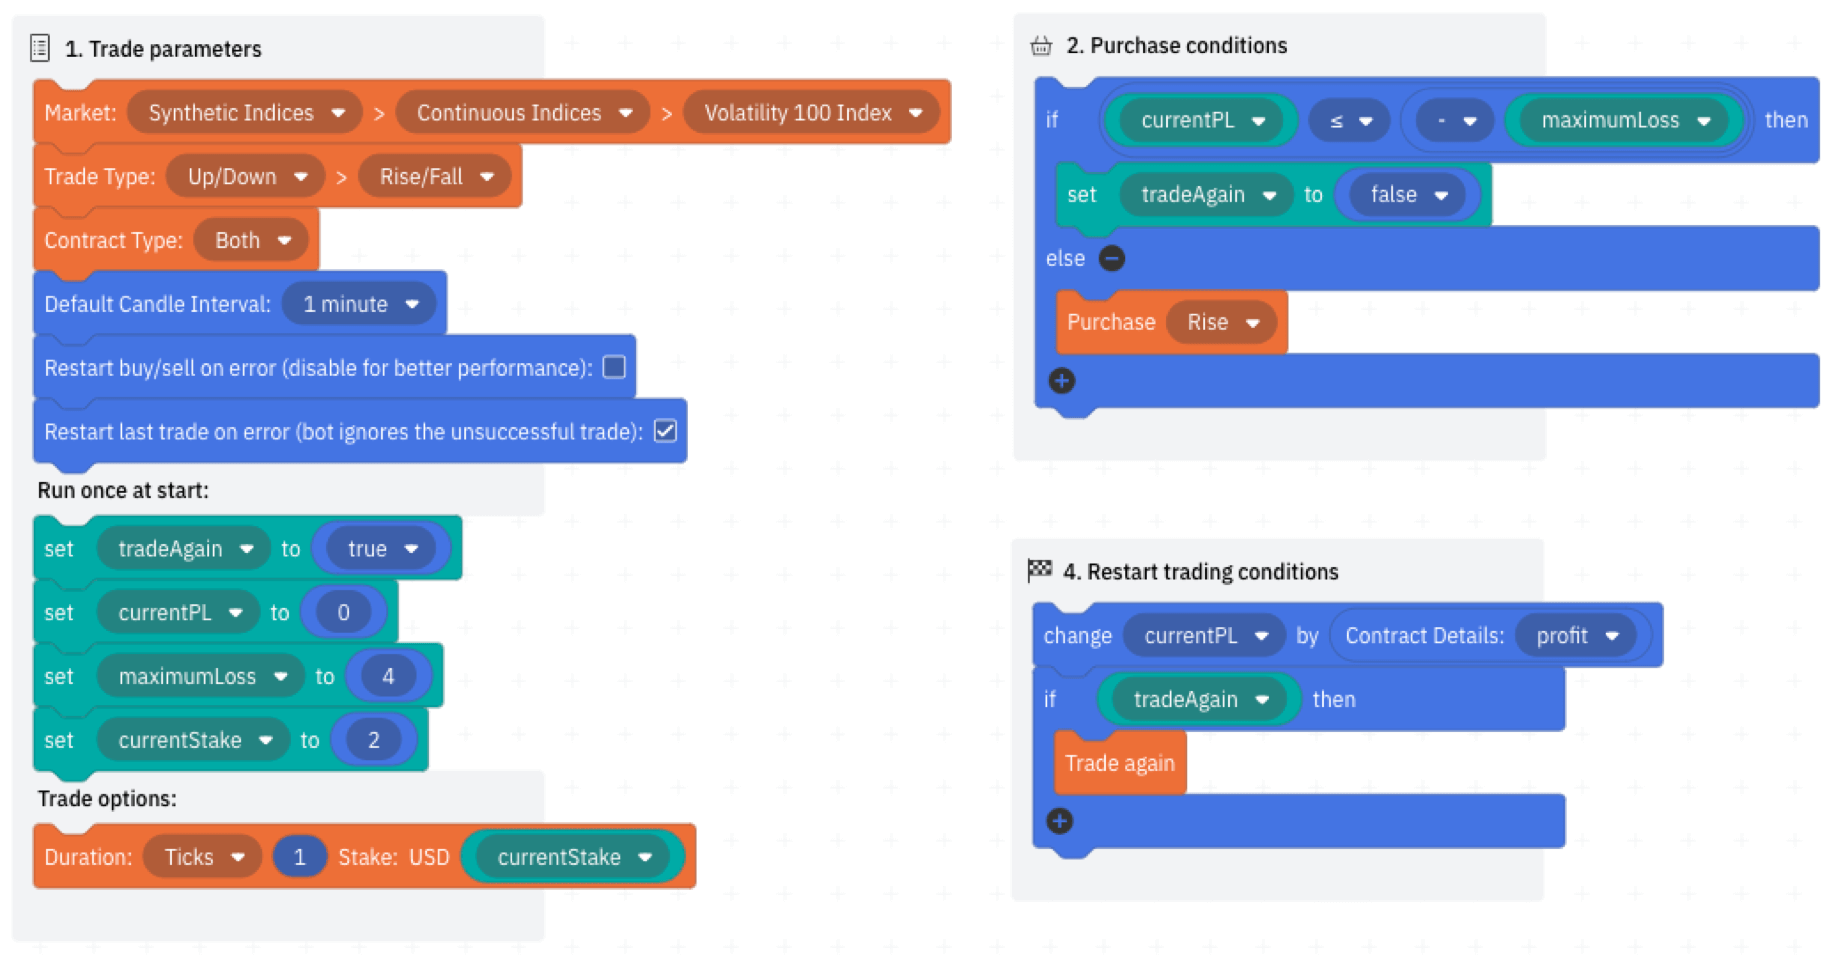 1. Trade parameters
Market: Synthetic Indices > Continuous Indices > Volatility 100 Index
Trade Type: Up/Down > Rise/Fall
Contract Type: Both
Default Candle Interval: 1 minute
Restart buy/sell on error (disable for better performance):
Restart last trade on error (bot ignores the unsuccessful trade):
Run once at start:
set tradeAgain to true
set currentPL to 0
set maximumLoss to 4
set currentStake to 2
Trade options:
Duration: Ticks 1 Stake: USD currentStake
2. Purchase conditions
if currentPL ≤ - maximumLoss then
set tradeAgain to false
else
Purchase Rise
4. Restart trading conditions
change currentPL by Contract Details: profit
if tradeAgain then
Trade again